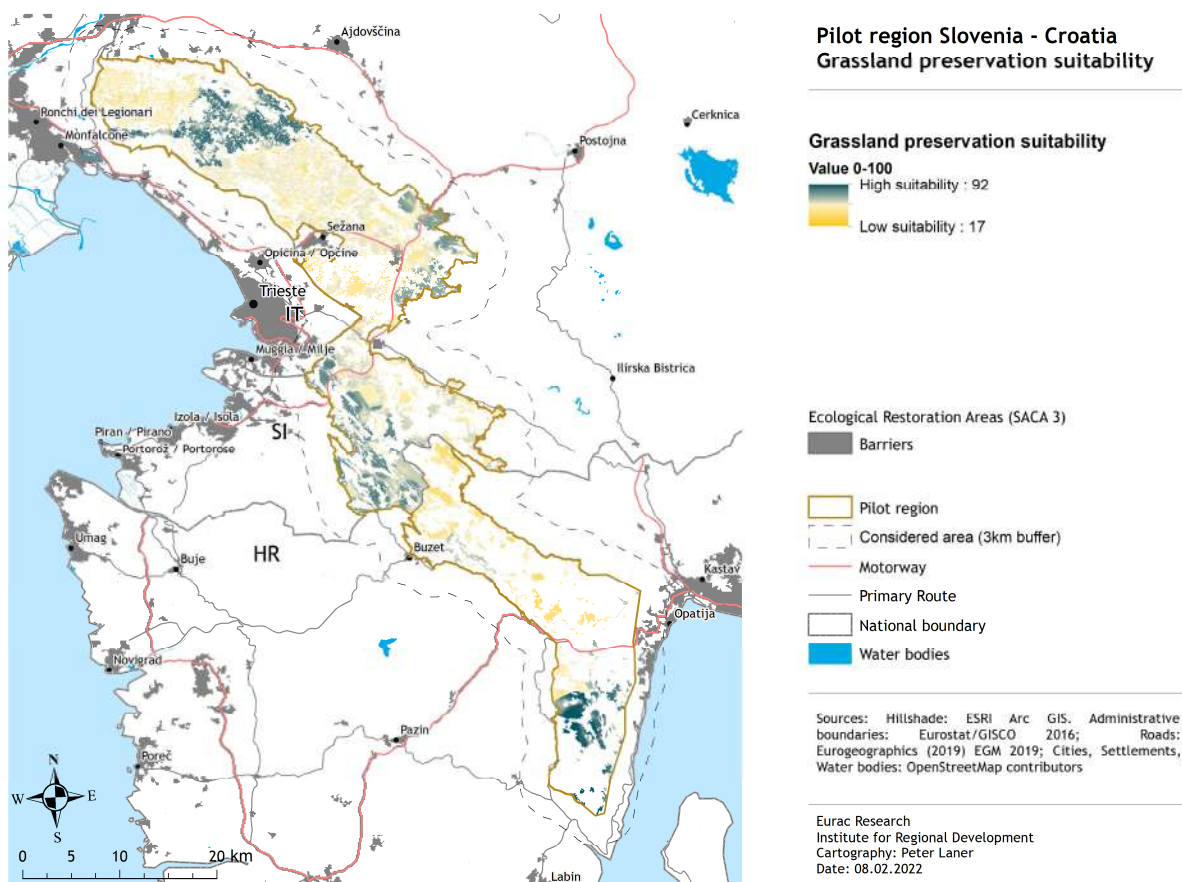 Pilot region Slovenia - Croatia
Grassland preservation suitability
Grassland preservation suitability
Value 0-100
High suitability : 92
Low suitability : 17
Ecological Restoration Areas (SACA 3)
Barriers
Pilot region
Considered area (3km buffer)
Motorway
Primary Route
National boundary
Water bodies
Sources: Hillshade: ESRI Arc GIS. Administrative
boundaries: Eurostat/GISCO 2016; Roads:
Eurogeographics (2019) EGM 2019; Cities, Settlements,
Water bodies: OpenStreetMap contributors
Eurac Research
Institute for Regional Development
Cartography: Peter Laner
Date: 08.02.2022
Ajdovščina
Ronchi dei Legionari
Monfalcone
Cerknica
Postojna
Sežana
Opicina / Opčine
Trieste
IT
Muggia / Milje
Ilirska Bistrica
Izola / Isola
Piran / Pirano
SI
Portorož / Portorose
Umag
Buje
HR
Buzet
Kastav
Opatija
Novigrad
Pazin
Poreč
Labin
N
W
E
S
0 5 10 20 km